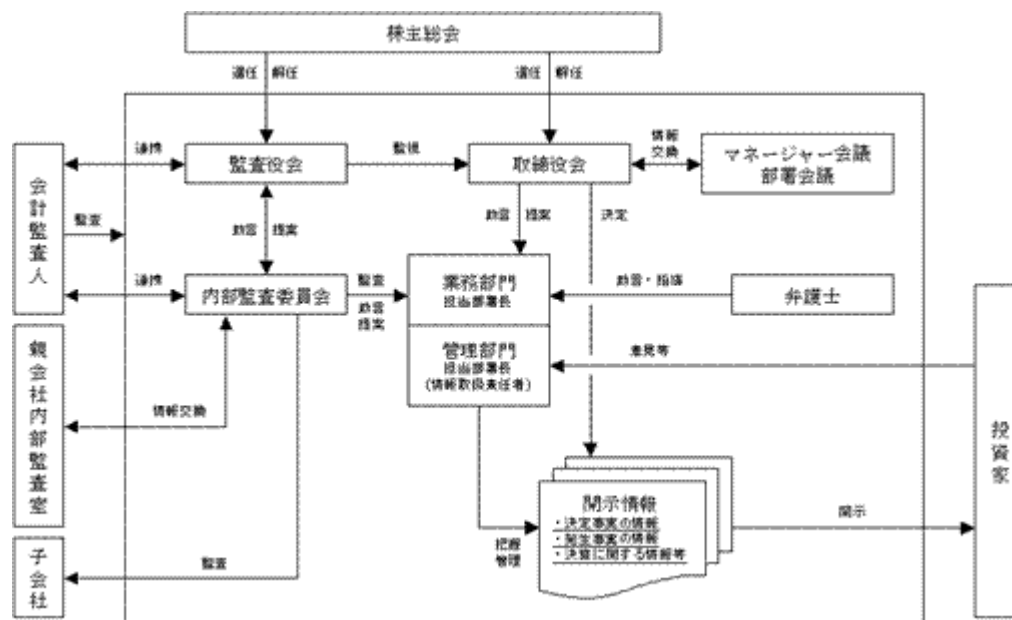 株主総会
選任 解任
選任 解任
連携
監査役会
監視
取締役会
情報
交換
マネージャー会議
部署会議
会計監査人
監査
助言 提案
助言 提案
決定
連携
内部監査委員会
監査
助言
提案
業務部門
担当部署長
助言・指導
弁護士
管理部門
担当部署長
(情報取扱責任者)
意見等
親会社内部監査室
情報交換
投資家
開示情報
・決定事実の情報
・発生事実の情報
・決算に関する情報等
把握
管理
開示
子会社
監査